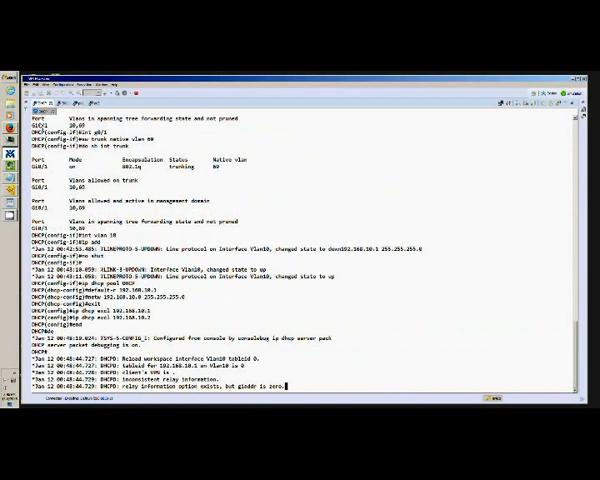 Port Vlans in spanning tree forwarding state and not pruned
Gi0/1 10,69
DHCP(config-if)#int g0/1
DHCP(config-if)#sw trunk native vlan 69
DHCP(config-if)#do sh int trunk
Port Mode Encapsulation Status Native vlan
Gi0/1 on 802.1q trunking 69
Port Vlans allowed on trunk
Gi0/1 10,69
Port Vlans allowed and active in management domain
Gi0/1 10,69
Port Vlans in spanning tree forwarding state and not pruned
Gi0/1 10,69
DHCP(config-if)#int vlan 10
DHCP(config-if)#ip add
*Jan 12 00:42:53.485: %LINEPROTO-5-UPDOWN: Line protocol on Interface Vlan10, changed state to down192.168.10.1 255.255.255.0
DHCP(config-if)#no shut
DHCP(config-if)#
*Jan 12 00:43:10.059: %LINK-3-UPDOWN: Interface Vlan10, changed state to up
*Jan 12 00:43:11.058: %LINEPROTO-5-UPDOWN: Line protocol on Interface Vlan10, changed state to up
DHCP(config-if)#ip dhcp pool DHCP
DHCP(dhcp-config)#default-r 192.168.10.1
DHCP(dhcp-config)#netw 192.168.10.0 255.255.255.0
DHCP(dhcp-config)#exit
DHCP(config)#ip dhcp excl 192.168.10.1
DHCP(config)#ip dhcp excl 192.168.10.2
DHCP(config)#end
DHCP#de
*Jan 12 00:48:19.024: %SYS-5-CONFIG_I: Configured from console by consolebug ip dhcp server pack
DHCP server packet debugging is on.
DHCP#
*Jan 12 00:48:44.727: DHCPD: Reload workspace interface Vlan10 tableid 0.
*Jan 12 00:48:44.727: DHCPD: tableid for 192.168.10.1 on Vlan10 is 0
*Jan 12 00:48:44.728: DHCPD: client's VPN is .
*Jan 12 00:48:44.729: DHCPD: inconsistent relay information.
*Jan 12 00:48:44.729: DHCPD: relay information option exists, but giaddr is zero.